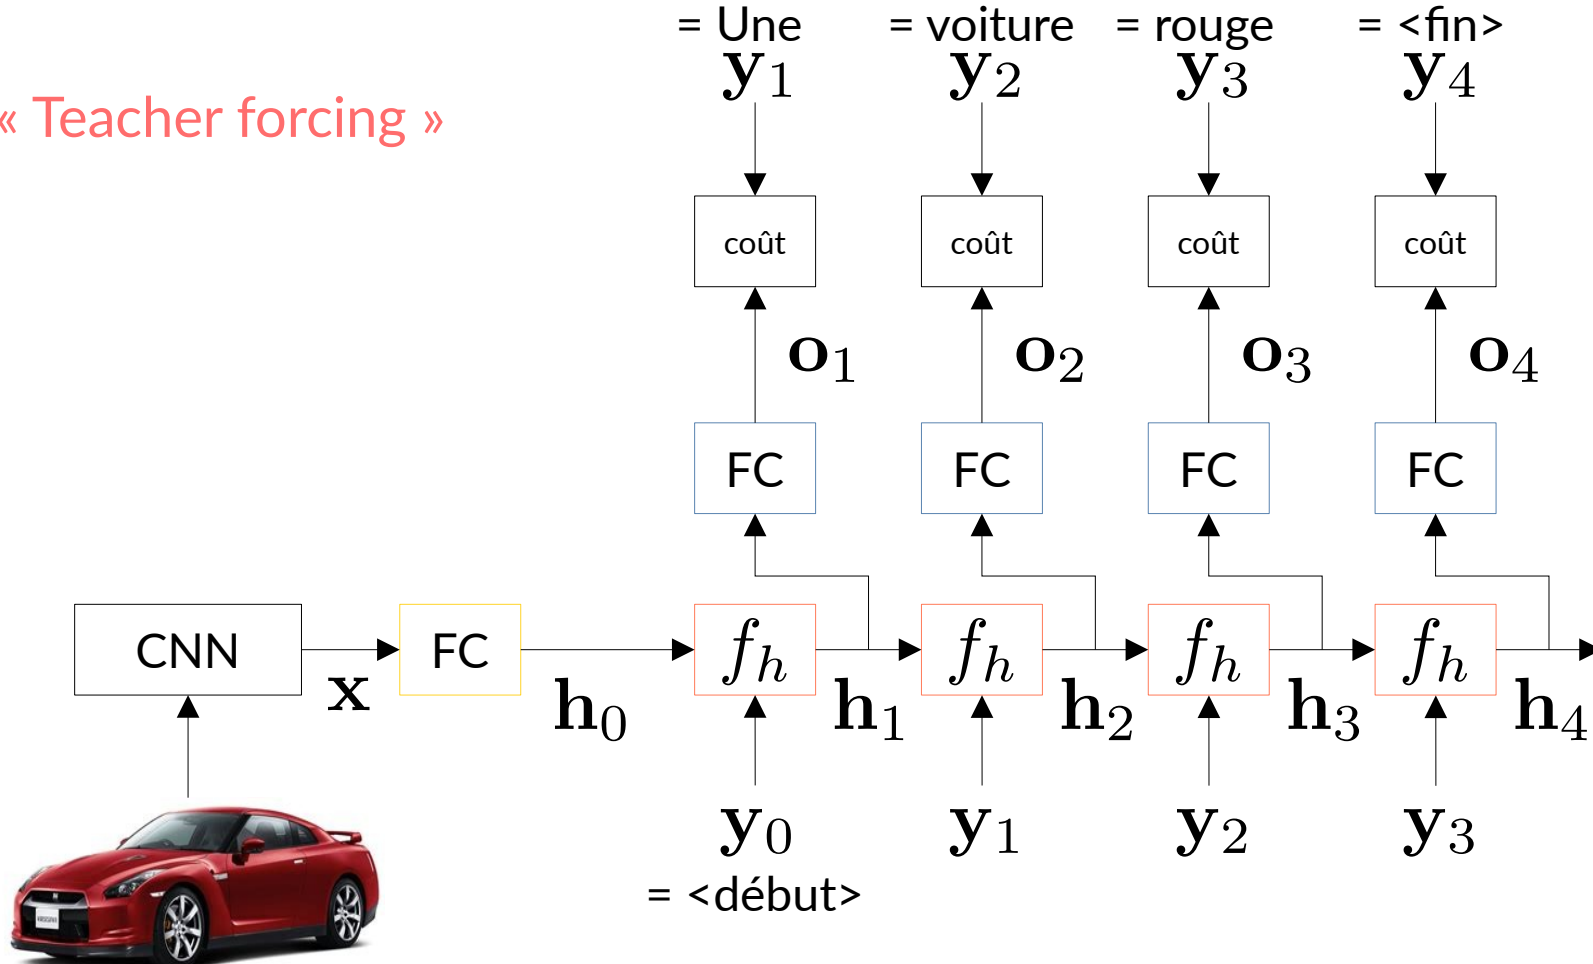 = Une = voiture = rouge = <fin>
y1 y2 y3 y4
« Teacher forcing »
coût coût coût coût
o1 o2 o3 o4
FC FC FC FC
CNN FC fh fh fh fh
x h0 h1 h2 h3 h4
y0 y1 y2 y3
= <début>